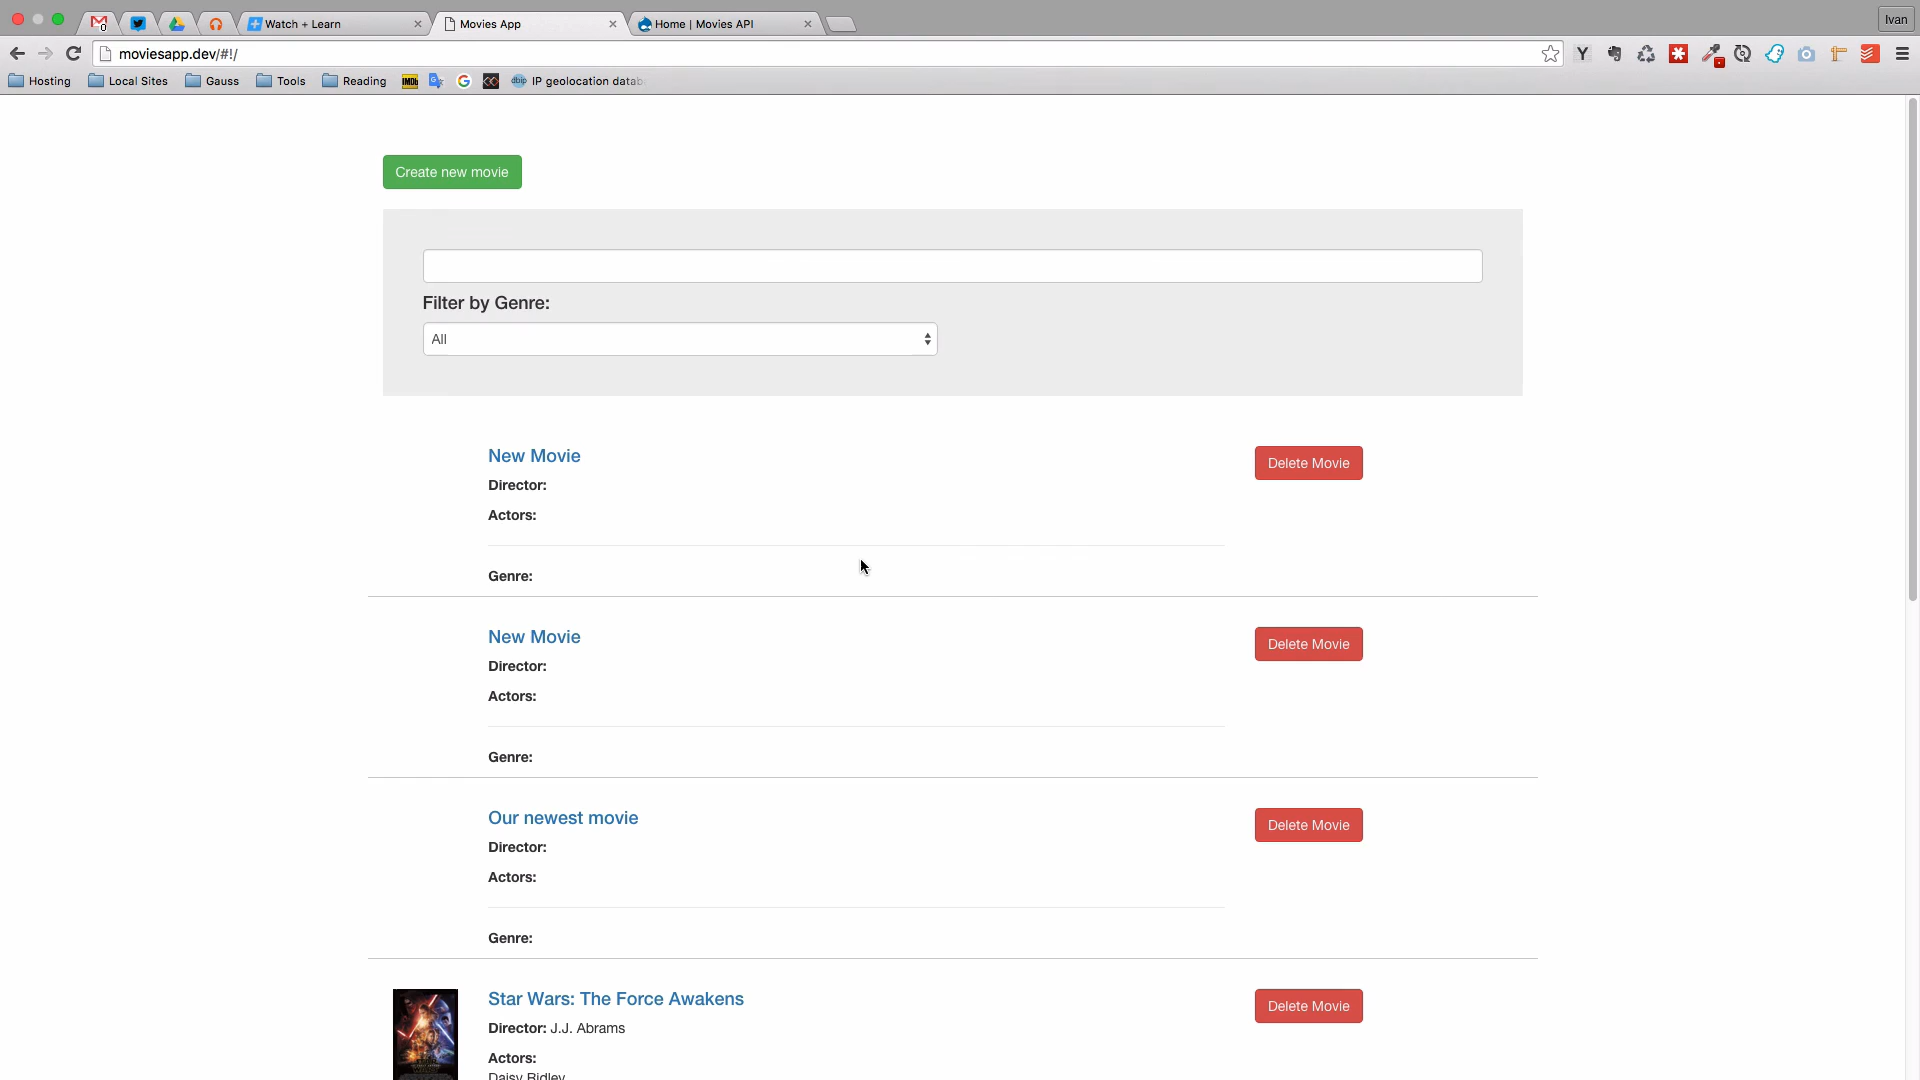 Watch + Learn
Movies App
Home | Movies API
Ivan
moviesapp.dev/#!/
Hosting
Local Sites
Gauss
Tools
Reading
IMDb
dbip
IP geolocation datab
Create new movie
Filter by Genre:
All
New Movie
Delete Movie
Director:
Actors:
Genre:
New Movie
Delete Movie
Director:
Actors:
Genre:
Our newest movie
Delete Movie
Director:
Actors:
Genre:
Star Wars: The Force Awakens
Delete Movie
Director: J.J. Abrams
Actors:
Daisy Ridley